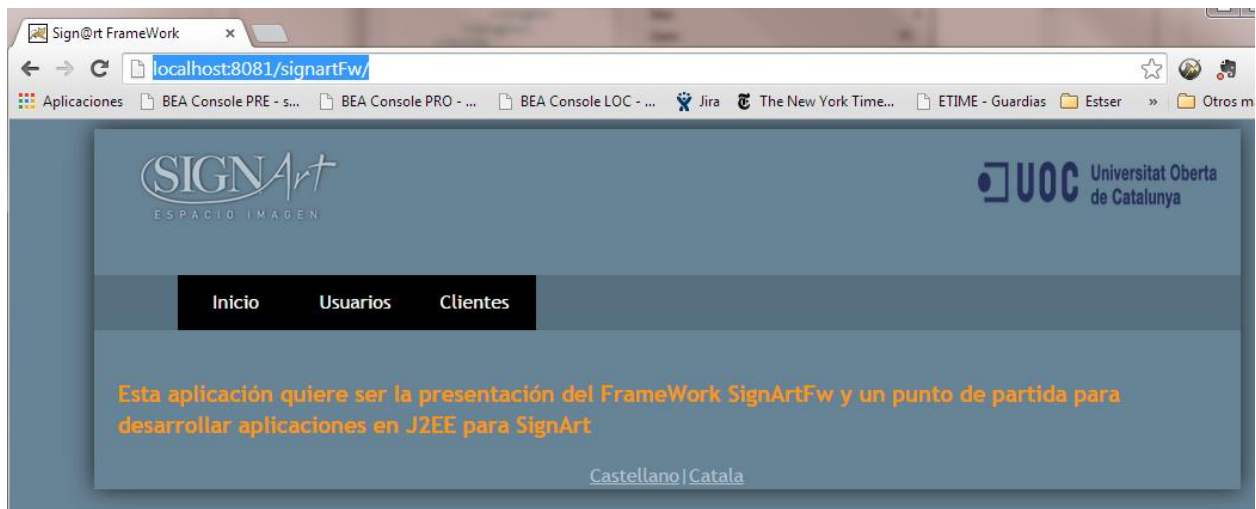 Sign@rt FrameWork
localhost:8081/signartFw/
Aplicaciones BEA Console PRE - s... BEA Console PRO - ... BEA Console LOC - ... Jira The New York Time... ETIME - Guardias Estser » Otros m
SIGNArt
ESPACIO IMAGEN
UOC Universitat Oberta
de Catalunya
Inicio Usuarios Clientes
Esta aplicación quiere ser la presentación del FrameWork SignArtFw y un punto de partida para
desarrollar aplicaciones en J2EE para SignArt
Castellano|Catala